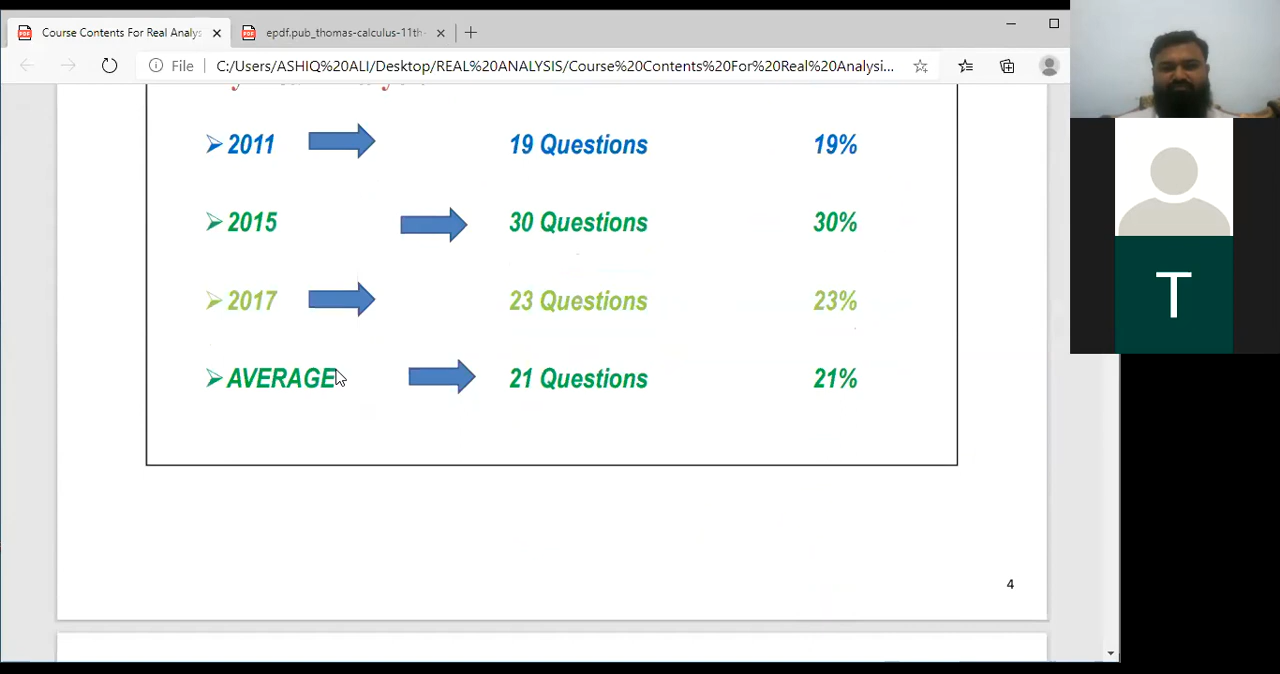 Course Contents For Real Analys
epdf.pub_thomas-calculus-11th-
File
C:/Users/ASHIQ%20ALI/Desktop/REAL%20ANALYSIS/Course%20Contents%20For%20Real%20Analysi...
2011 19 Questions 19%
2015 30 Questions 30%
2017 23 Questions 23%
AVERAGE 21 Questions 21%
4
T